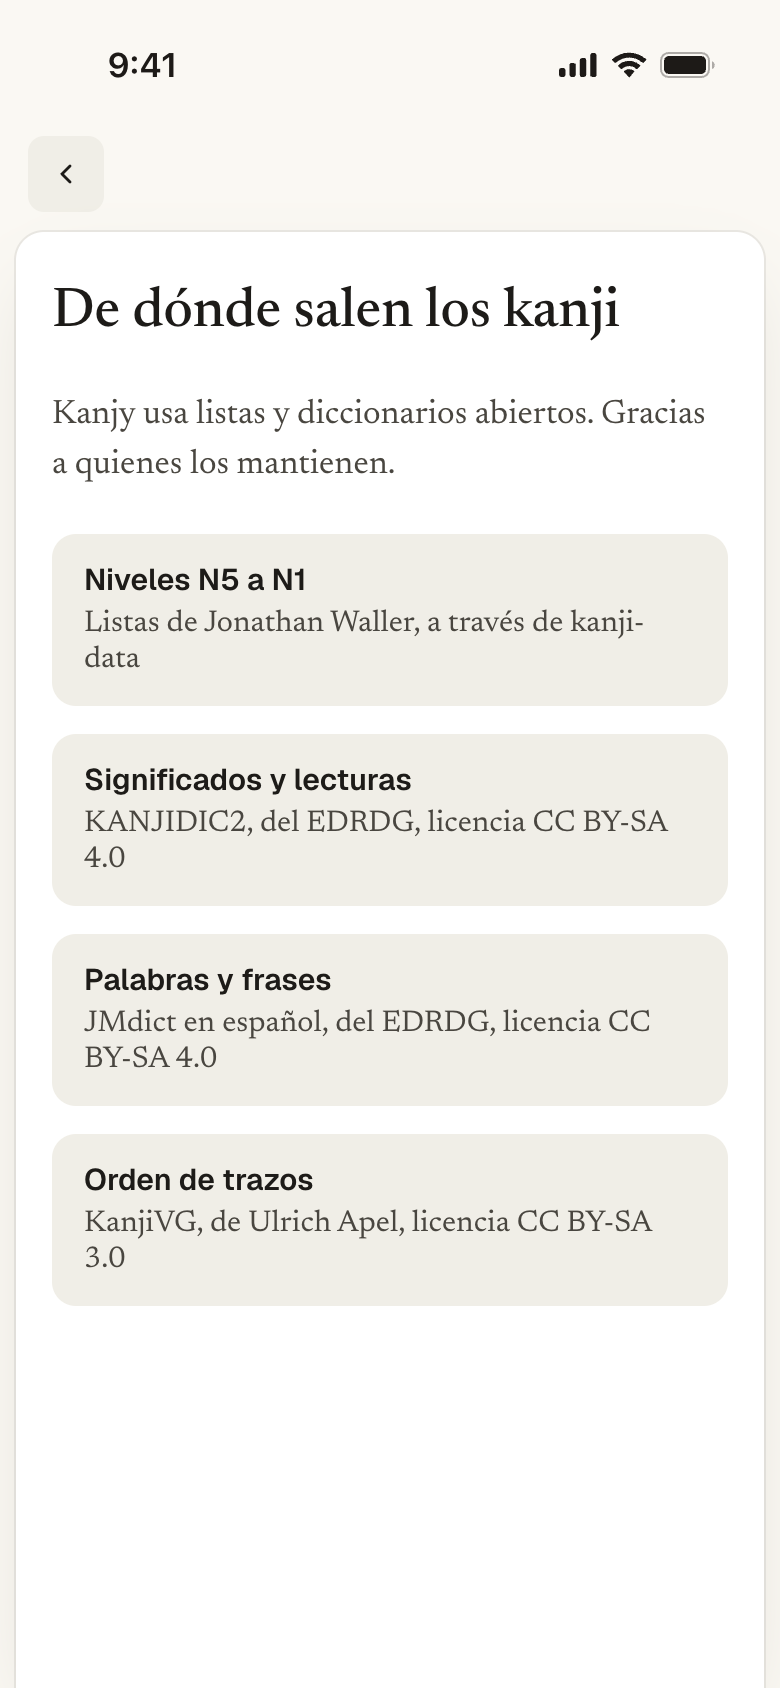 9:41
De dónde salen los kanji
Kanjy usa listas y diccionarios abiertos. Gracias
a quienes los mantienen.
Niveles N5 a N1
Listas de Jonathan Waller, a través de kanji-
data
Significados y lecturas
KANJIDIC2, del EDRDG, licencia CC BY-SA
4.0
Palabras y frases
JMdict en español, del EDRDG, licencia CC
BY-SA 4.0
Orden de trazos
KanjiVG, de Ulrich Apel, licencia CC BY-SA
3.0